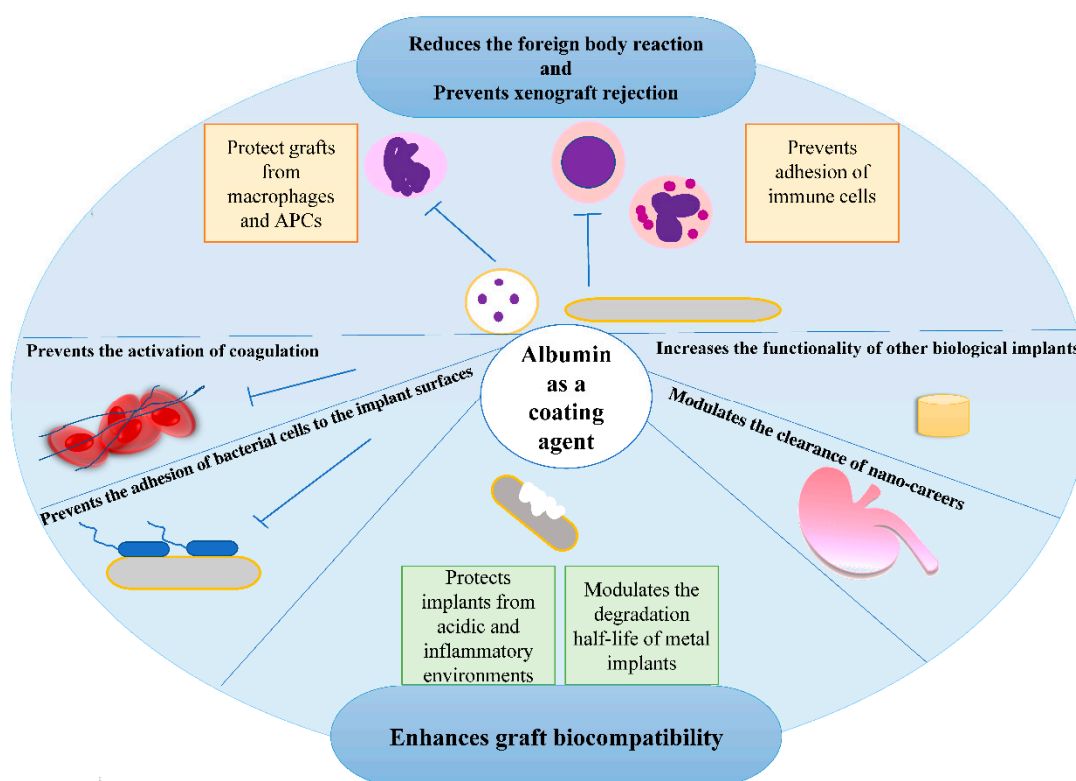 Reduces the foreign body reaction
and
Prevents xenograft rejection
Protect grafts
from
macrophages
and APCs
Prevents
adhesion of
immune cells
Prevents the activation of coagulation
Increases the functionality of other biological implants
Prevents the adhesion of bacterial cells to the implant surfaces
Albumin
as a
coating
agent
Modulates the clearance of nano-careers
Protects
implants from
acidic and
inflammatory
environments
Modulates the
degradation
half-life of metal
implants
Enhances graft biocompatibility